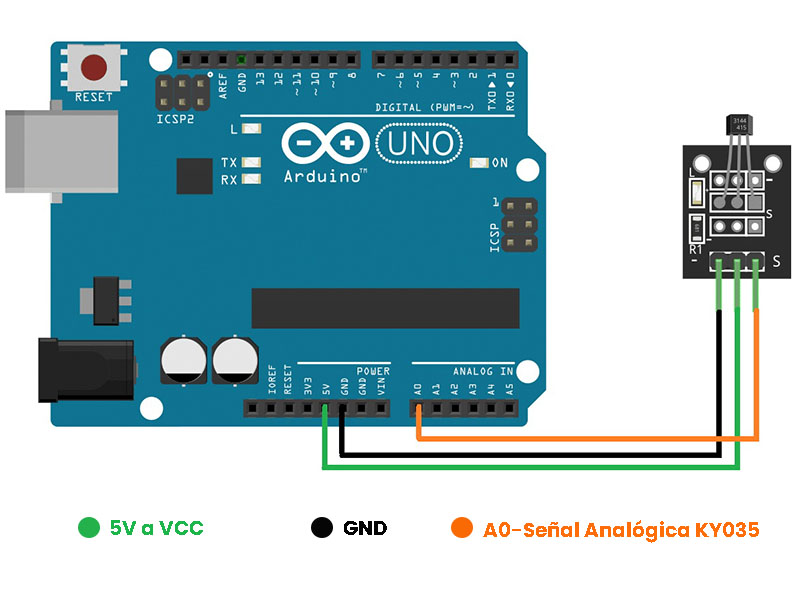 RESET
ICSP2
AREF
GND
13
12
~11
~10
~9
8
7
~6
~5
4
~3
2
TX0▶1
RX0◀0
DIGITAL (PWM=~)
L
TX
RX
UNO
Arduino™
ON
1
ICSP
3144
415
L
-
S
R1
-
S
IOREF
RESET
3V3
5V
GND
GND
VIN
POWER
ANALOG IN
A0
A1
A2
A3
A4
A5
5V a VCC
GND
A0-Señal Analógica KY035